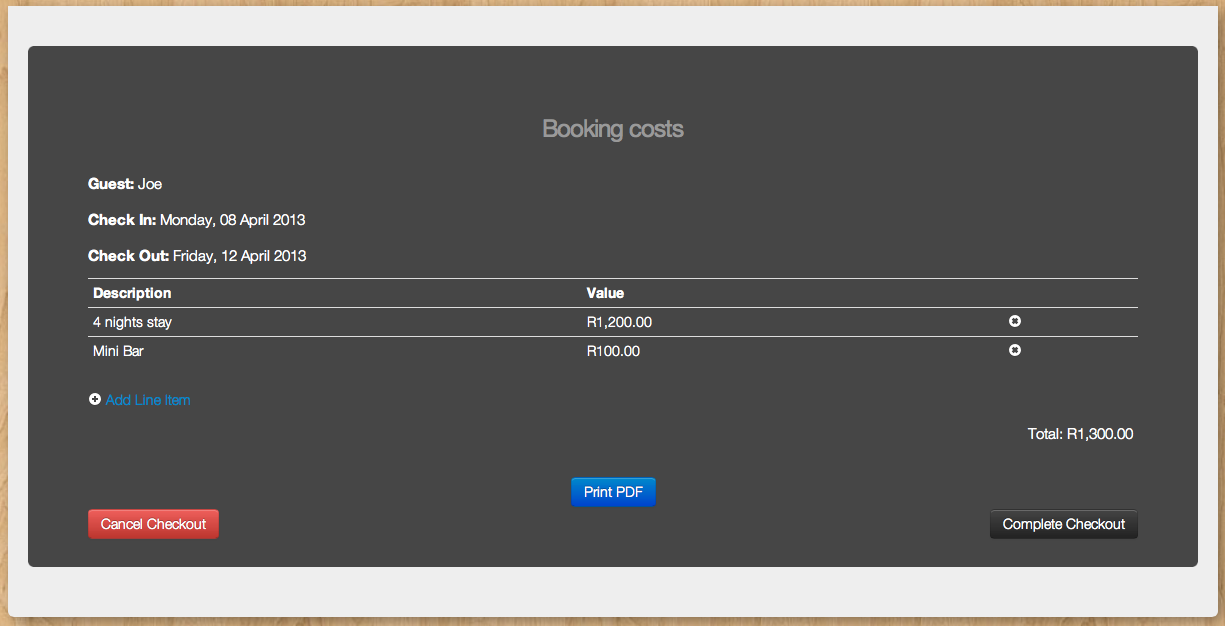 Booking costs
Guest: Joe
Check In: Monday, 08 April 2013
Check Out: Friday, 12 April 2013
Description Value
4 nights stay R1,200.00
Mini Bar R100.00
Add Line Item
Total: R1,300.00
Print PDF
Cancel Checkout Complete Checkout